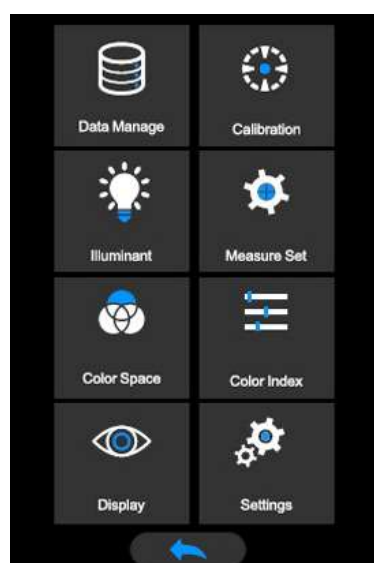 Data Manage
Calibration
Illuminant
Measure Set
Color Space
Color Index
Display
Settings